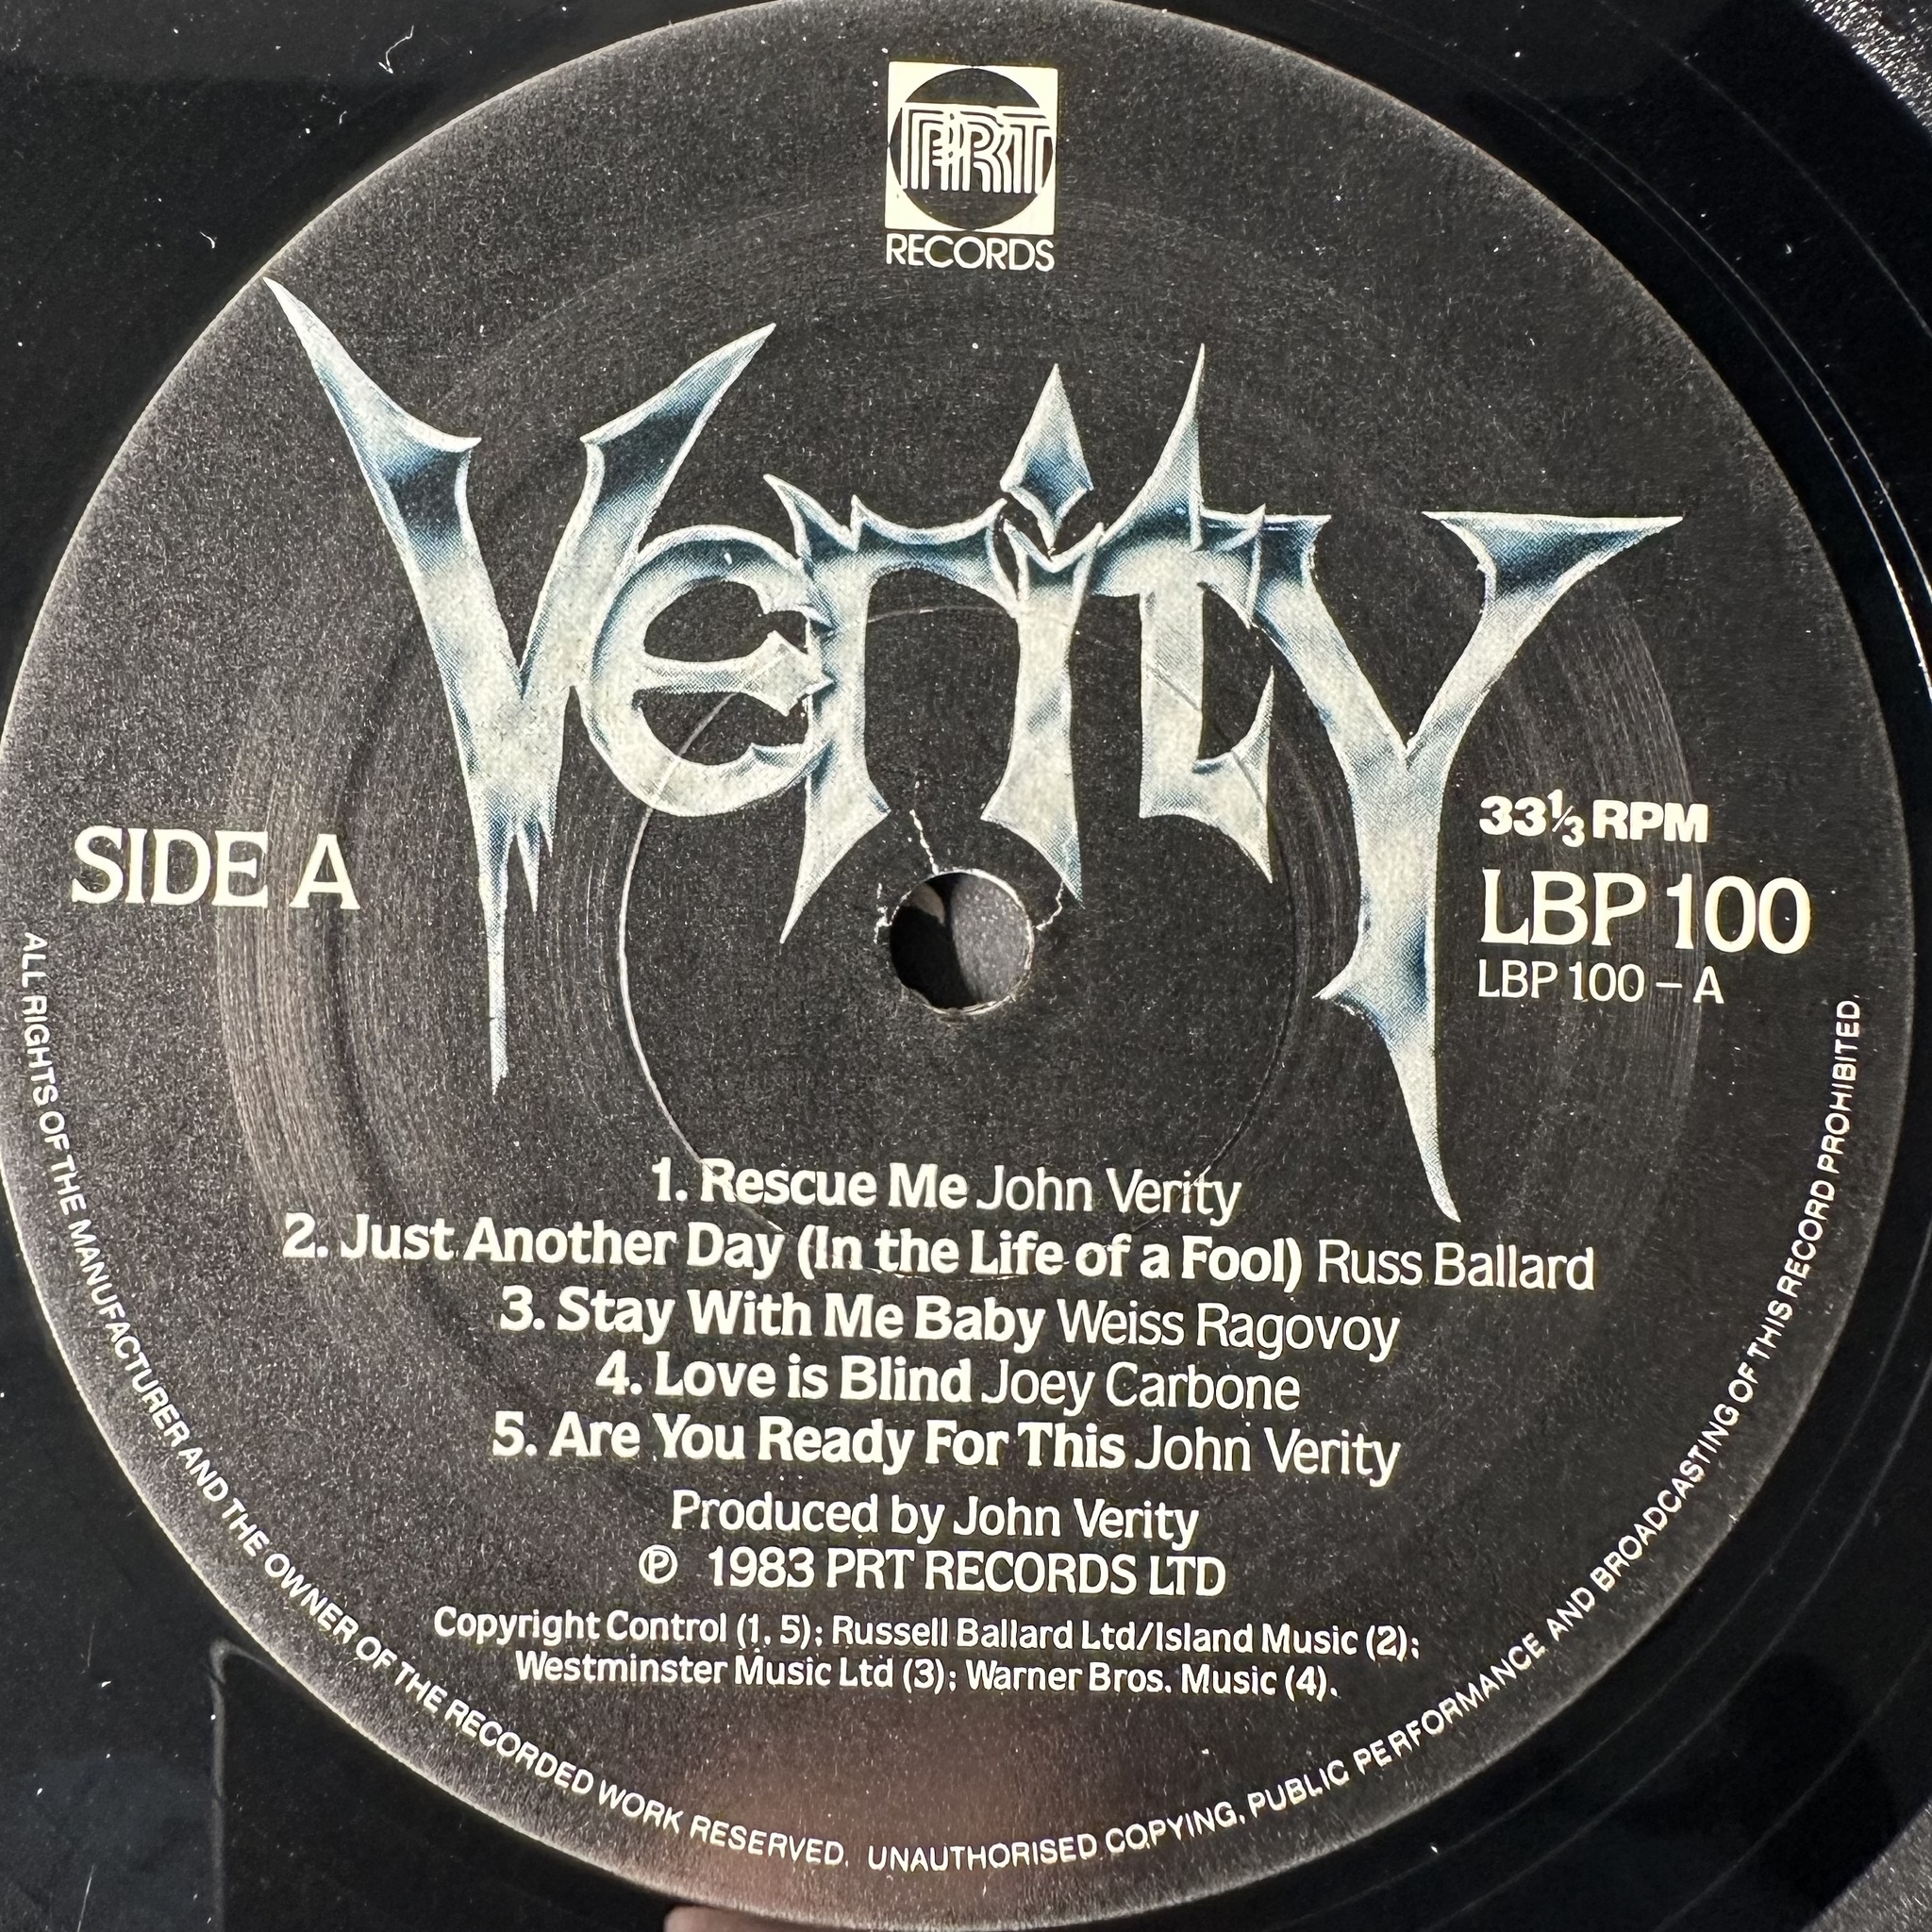 PRT
RECORDS
Verity
SIDE A
33⅓ RPM
LBP 100
LBP 100 – A
1. Rescue Me John Verity
2. Just Another Day (In the Life of a Fool) Russ Ballard
3. Stay With Me Baby Weiss Ragovoy
4. Love is Blind Joey Carbone
5. Are You Ready For This John Verity
Produced by John Verity
℗ 1983 PRT RECORDS LTD
Copyright Control (1, 5); Russell Ballard Ltd/Island Music (2);
Westminster Music Ltd (3); Warner Bros. Music (4).
ALL RIGHTS OF THE MANUFACTURER AND THE OWNER OF THE RECORDED WORK RESERVED. UNAUTHORISED COPYING, PUBLIC PERFORMANCE AND BROADCASTING OF THIS RECORD PROHIBITED.